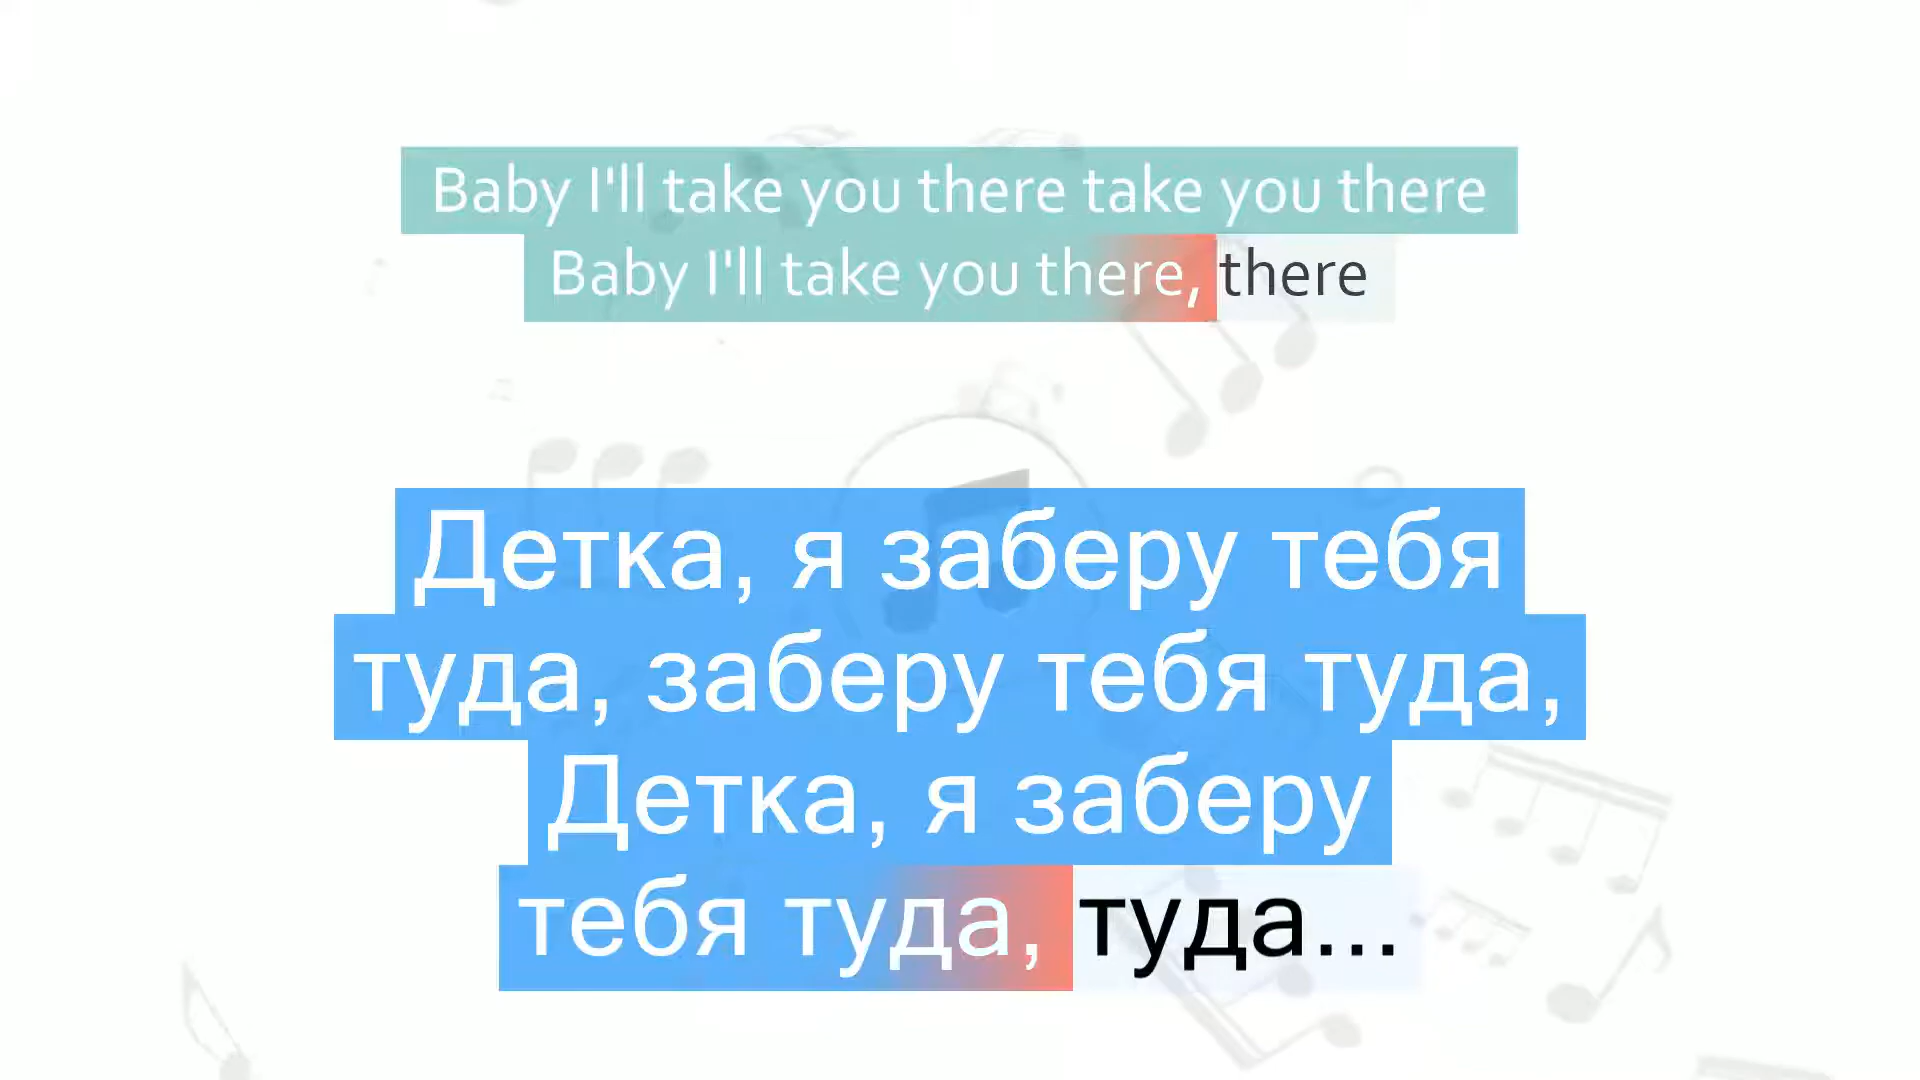 Baby I'll take you there take you there
Baby I'll take you there, there
Детка, я заберу тебя
туда, заберу тебя туда,
Детка, я заберу
тебя туда, туда...